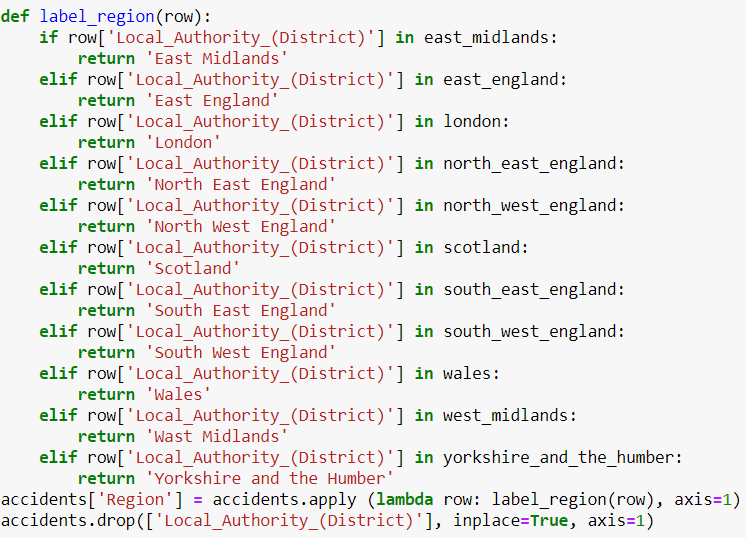 def label_region(row):
    if row['Local_Authority_(District)'] in east_midlands:
        return 'East Midlands'
    elif row['Local_Authority_(District)'] in east_england:
        return 'East England'
    elif row['Local_Authority_(District)'] in london:
        return 'London'
    elif row['Local_Authority_(District)'] in north_east_england:
        return 'North East England'
    elif row['Local_Authority_(District)'] in north_west_england:
        return 'North West England'
    elif row['Local_Authority_(District)'] in scotland:
        return 'Scotland'
    elif row['Local_Authority_(District)'] in south_east_england:
        return 'South East England'
    elif row['Local_Authority_(District)'] in south_west_england:
        return 'South West England'
    elif row['Local_Authority_(District)'] in wales:
        return 'Wales'
    elif row['Local_Authority_(District)'] in west_midlands:
        return 'Wast Midlands'
    elif row['Local_Authority_(District)'] in yorkshire_and_the_humber:
        return 'Yorkshire and the Humber'
accidents['Region'] = accidents.apply (lambda row: label_region(row), axis=1)
accidents.drop(['Local_Authority_(District)'], inplace=True, axis=1)